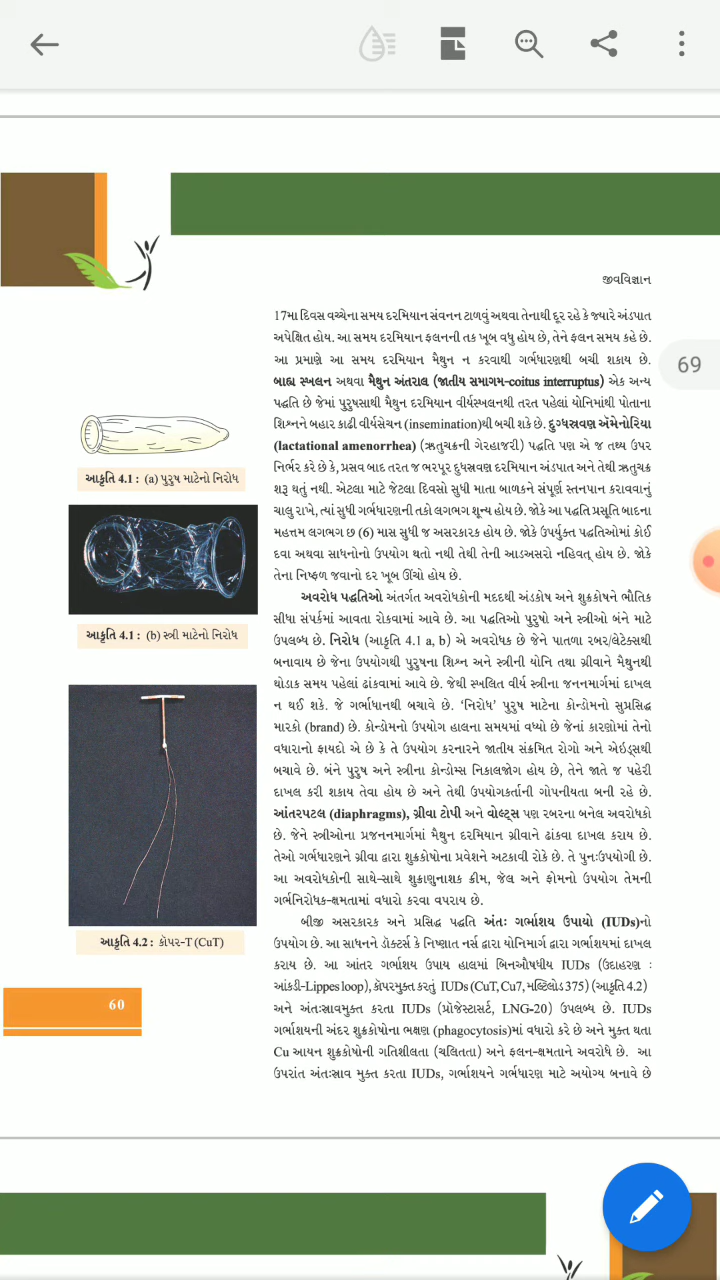 જીવવિજ્ઞાન
17મા દિવસ વચ્ચેના સમય દરમિયાન સંવનન ટાળવું અથવા તેનાથી દૂર રહે કે જ્યારે અંડપાત
અપેક્ષિત હોય. આ સમય દરમિયાન ફલનની તક ખૂબ વધુ હોય છે, તેને ફલન સમય કહે છે.
આ પ્રમાણે આ સમય દરમિયાન મૈથુન ન કરવાથી ગર્ભધારણથી બચી શકાય છે.
69
બાહ્ય સ્ખલન અથવા મૈથુન અંતરાલ (જાતીય સમાગમ-coitus interruptus) એક અન્ય
પદ્ધતિ છે જેમાં પુરુષસાથી મૈથુન દરમિયાન વીર્યસ્ખલનથી તરત પહેલાં યોનિમાંથી પોતાના
શિશ્નને બહાર કાઢી વીર્યસેચન (insemination)થી બચી શકે છે. દુગ્ધસ્રવણ ઍમેનોરિયા
(lactational amenorrhea) (ઋતુચક્રની ગેરહાજરી) પદ્ધતિ પણ એ જ તથ્ય ઉપર
નિર્ભર કરે છે કે, પ્રસવ બાદ તરત જ ભરપૂર દુગ્ધસ્રવણ દરમિયાન અંડપાત અને તેથી ઋતુચક્ર
શરૂ થતું નથી. એટલા માટે જેટલા દિવસો સુધી માતા બાળકને સંપૂર્ણ સ્તનપાન કરાવવાનું
ચાલુ રાખે, ત્યાં સુધી ગર્ભધારણની તકો લગભગ શૂન્ય હોય છે. જોકે આ પદ્ધતિ પ્રસૂતિ બાદના
મહત્તમ લગભગ છ (6) માસ સુધી જ અસરકારક હોય છે. જોકે ઉપર્યુક્ત પદ્ધતિઓમાં કોઈ
દવા અથવા સાધનોનો ઉપયોગ થતો નથી તેથી તેની આડઅસરો નહિવત્ હોય છે. જોકે
તેના નિષ્ફળ જવાનો દર ખૂબ ઊંચો હોય છે.
અવરોધ પદ્ધતિઓ અંતર્ગત અવરોધકોની મદદથી અંડકોષ અને શુક્રકોષને ભૌતિક
સીધા સંપર્કમાં આવતા રોકવામાં આવે છે. આ પદ્ધતિઓ પુરુષો અને સ્ત્રીઓ બંને માટે
ઉપલબ્ધ છે. નિરોધ (આકૃતિ 4.1 a, b) એ અવરોધક છે જેને પાતળા રબર/લેટેક્સથી
બનાવાય છે જેના ઉપયોગથી પુરુષના શિશ્ન અને સ્ત્રીની યોનિ તથા ગ્રીવાને મૈથુનથી
થોડાક સમય પહેલાં ઢાંકવામાં આવે છે. જેથી સ્ખલિત વીર્ય સ્ત્રીના જનનમાર્ગમાં દાખલ
ન થઈ શકે. જે ગર્ભાધાનથી બચાવે છે. ‘નિરોધ’ પુરુષ માટેના કોન્ડોમનો સુપ્રસિદ્ધ
મારકો (brand) છે. કોન્ડોમનો ઉપયોગ હાલના સમયમાં વધ્યો છે જેનાં કારણોમાં તેનો
વધારાનો ફાયદો એ છે કે તે ઉપયોગ કરનારને જાતીય સંક્રમિત રોગો અને એઇડ્સથી
બચાવે છે. બંને પુરુષ અને સ્ત્રીના કોન્ડોમ્સ નિકાલજોગ હોય છે, તેને જાતે જ પહેરી
દાખલ કરી શકાય તેવા હોય છે અને તેથી ઉપયોગકર્તાની ગોપનીયતા બની રહે છે.
આંતરપટલ (diaphragms), ગ્રીવા ટોપી અને વોલ્ટ્સ પણ રબરના બનેલ અવરોધકો
છે. જેને સ્ત્રીઓના પ્રજનનમાર્ગમાં મૈથુન દરમિયાન ગ્રીવાને ઢાંકવા દાખલ કરાય છે.
તેઓ ગર્ભધારણને ગ્રીવા દ્વારા શુક્રકોષોના પ્રવેશને અટકાવી રોકે છે. તે પુનઃઉપયોગી છે.
આ અવરોધકોની સાથે-સાથે શુક્રાણુનાશક ક્રીમ, જૅલ અને ફોમનો ઉપયોગ તેમની
ગર્ભનિરોધક-ક્ષમતામાં વધારો કરવા વપરાય છે.
બીજી અસરકારક અને પ્રસિદ્ધ પદ્ધતિ અંતઃ ગર્ભાશય ઉપાયો (IUDs)નો
ઉપયોગ છે. આ સાધનને ડૉક્ટર્સ કે નિષ્ણાત નર્સ દ્વારા યોનિમાર્ગ દ્વારા ગર્ભાશયમાં દાખલ
કરાય છે. આ આંતર ગર્ભાશય ઉપાય હાલમાં બિનઔષધીય IUDs (ઉદાહરણ :
આંકડી-Lippes loop), કૉપરમુક્ત કરતું IUDs (CuT, Cu7, મલ્ટિલોડ 375) (આકૃતિ 4.2)
અને અંતઃસ્રાવમુક્ત કરતા IUDs (પ્રૉજેસ્ટાસર્ટ, LNG-20) ઉપલબ્ધ છે. IUDs
ગર્ભાશયની અંદર શુક્રકોષોના ભક્ષણ (phagocytosis)માં વધારો કરે છે અને મુક્ત થતા
Cu આયન શુક્રકોષોની ગતિશીલતા (ચલિતતા) અને ફલન-ક્ષમતાને અવરોધે છે. આ
ઉપરાંત અંતઃસ્રાવ મુક્ત કરતા IUDs, ગર્ભાશયને ગર્ભધારણ માટે અયોગ્ય બનાવે છે
આકૃતિ 4.1 : (a) પુરુષ માટેનો નિરોધ
આકૃતિ 4.1 : (b) સ્ત્રી માટેનો નિરોધ
આકૃતિ 4.2 : કૉપર-T (CuT)
60